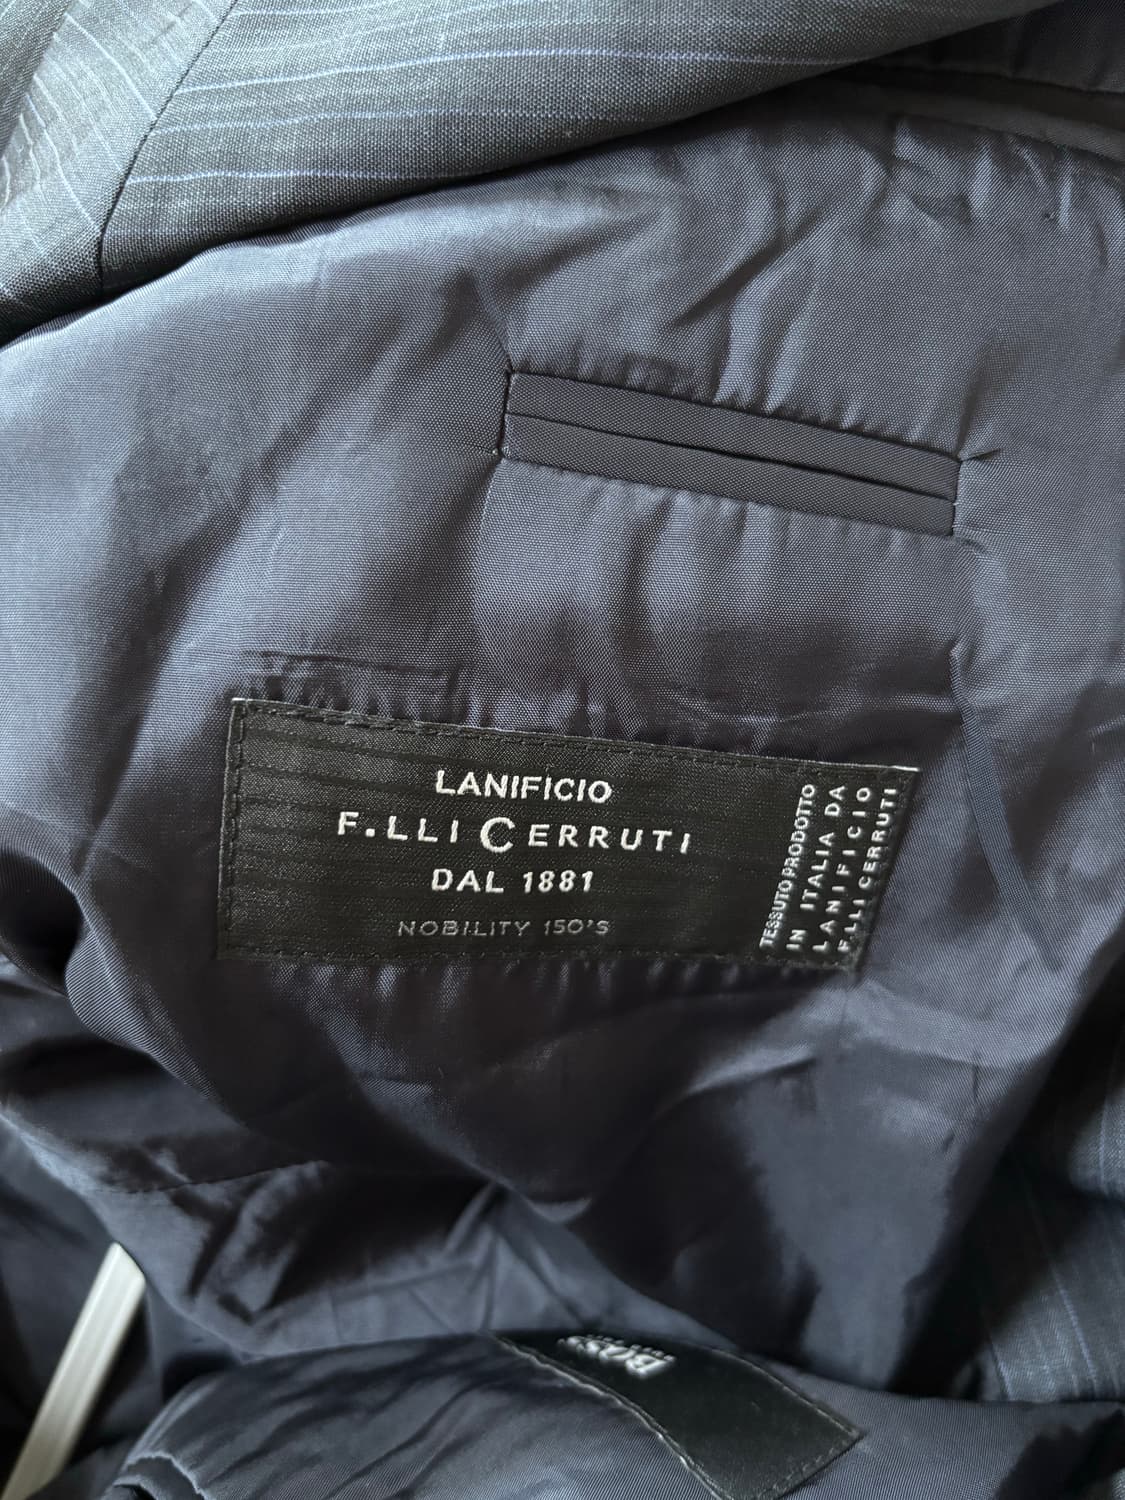 LANIFICIO
F.LLI CERRUTI
DAL 1881
NOBILITY 150'S
TESSUTO PRODOTTO
IN ITALIA DA
LANIFICIO
F.LLI CERRUTI
BOSS